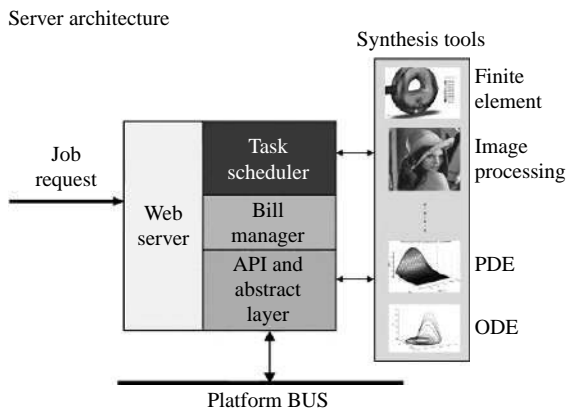 Server architecture
Synthesis tools
Finite
element
Job
request
Web
server
Task
scheduler
Image
processing
Bill
manager
API and
abstract
layer
PDE
ODE
Platform BUS